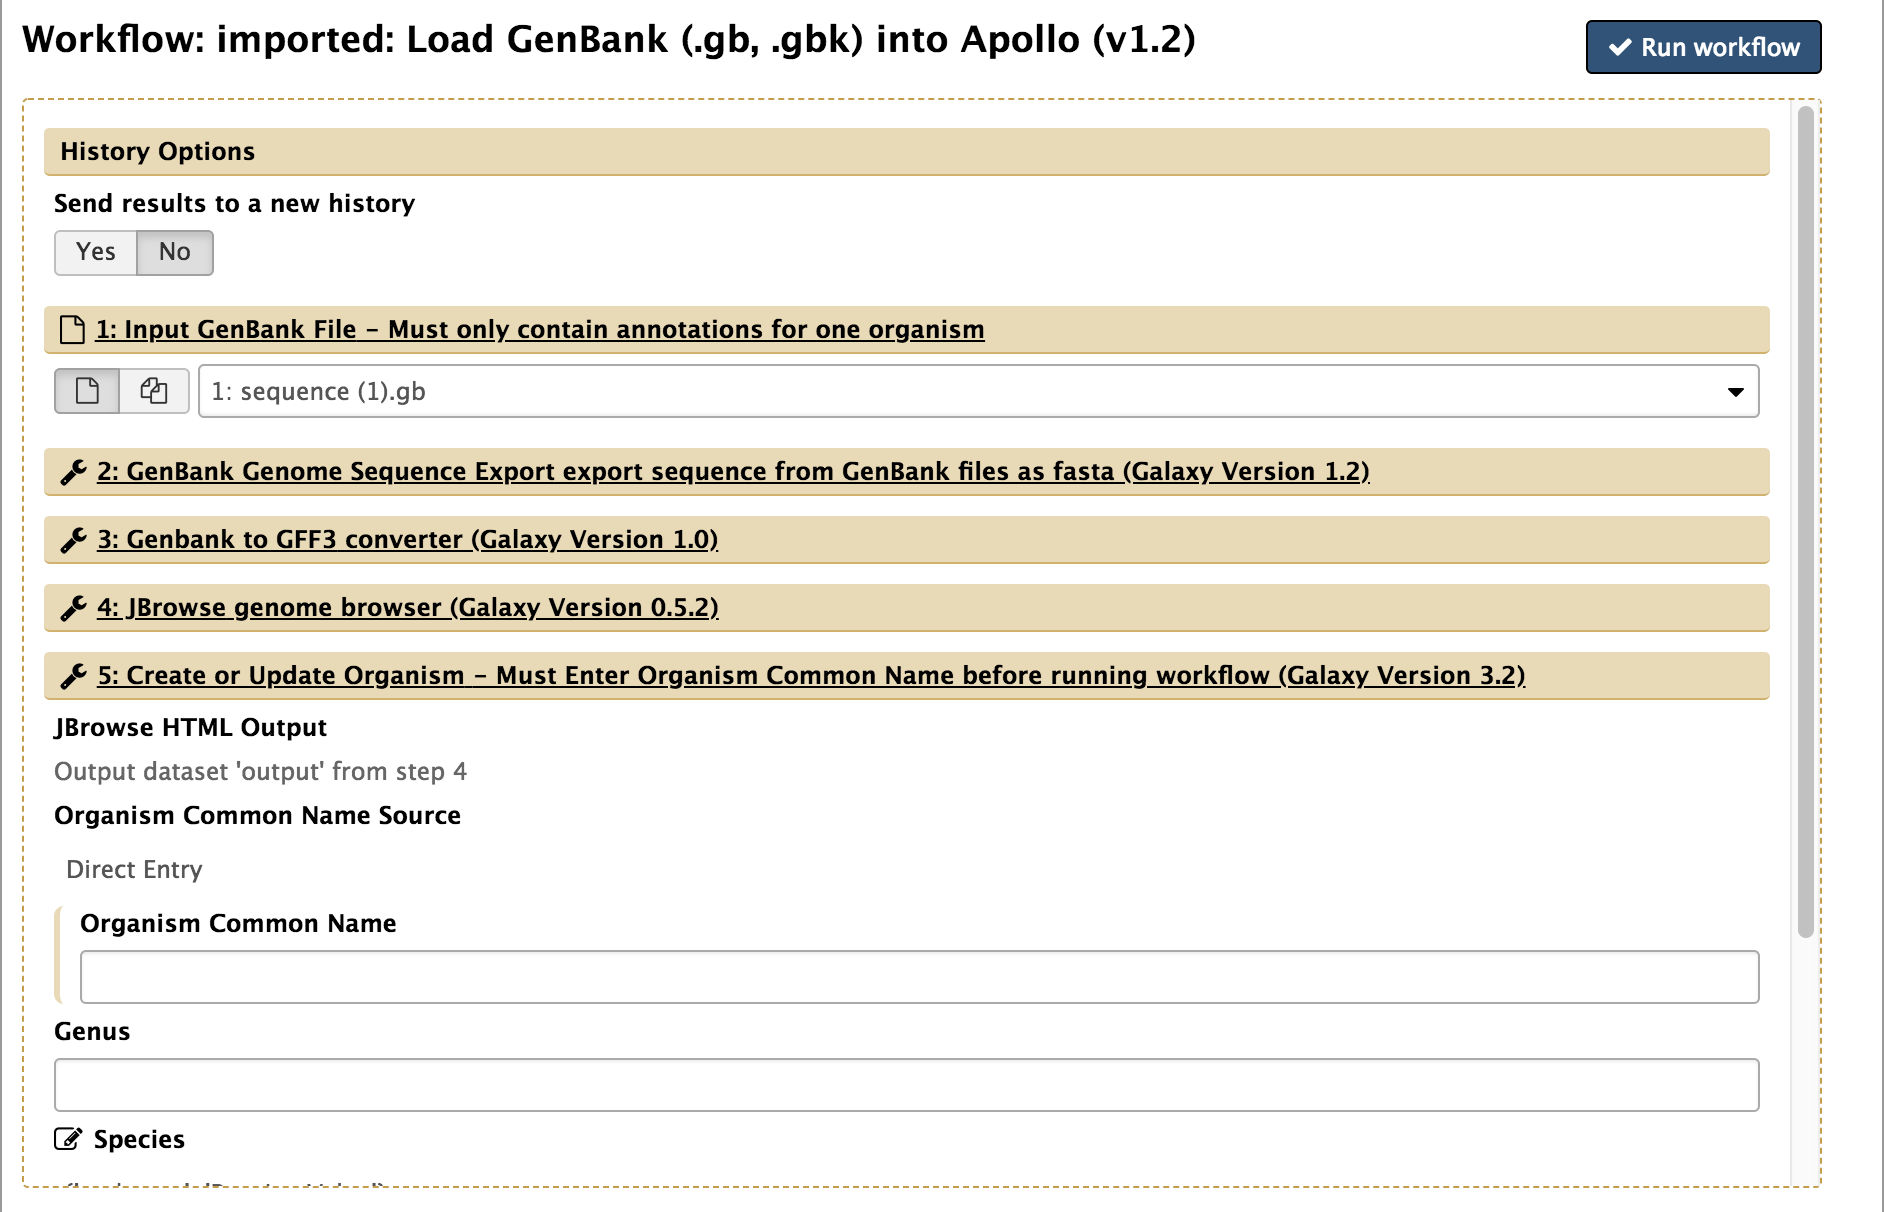 Workflow: imported: Load GenBank (.gb, .gbk) into Apollo (v1.2)
Run workflow
History Options
Send results to a new history
Yes No
1: Input GenBank File - Must only contain annotations for one organism
1: sequence (1).gb
2: GenBank Genome Sequence Export export sequence from GenBank files as fasta (Galaxy Version 1.2)
3: Genbank to GFF3 converter (Galaxy Version 1.0)
4: JBrowse genome browser (Galaxy Version 0.5.2)
5: Create or Update Organism - Must Enter Organism Common Name before running workflow (Galaxy Version 3.2)
JBrowse HTML Output
Output dataset 'output' from step 4
Organism Common Name Source
Direct Entry
Organism Common Name
Genus
Species